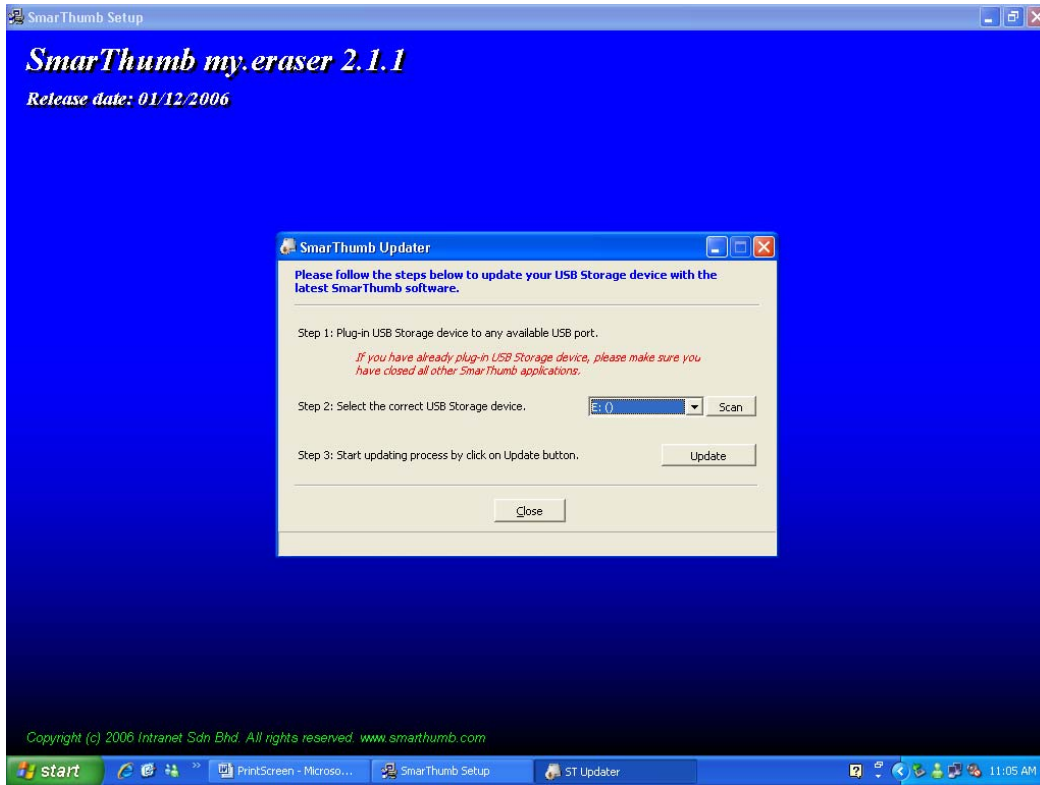 SmarThumb Setup
SmarThumb my.eraser 2.1.1
Release date: 01/12/2006
SmarThumb Updater
Please follow the steps below to update your USB Storage device with the
latest SmarThumb software.
Step 1: Plug-in USB Storage device to any available USB port.
If you have already plug-in USB Storage device, please make sure you
have closed all other SmarThumb applications.
Step 2: Select the correct USB Storage device.
E: ()
Scan
Step 3: Start updating process by click on Update button.
Update
Close
Copyright (c) 2006 Intranet Sdn Bhd. All rights reserved. www.smarthumb.com
start
PrintScreen - Microso...
SmarThumb Setup
ST Updater
11:05 AM